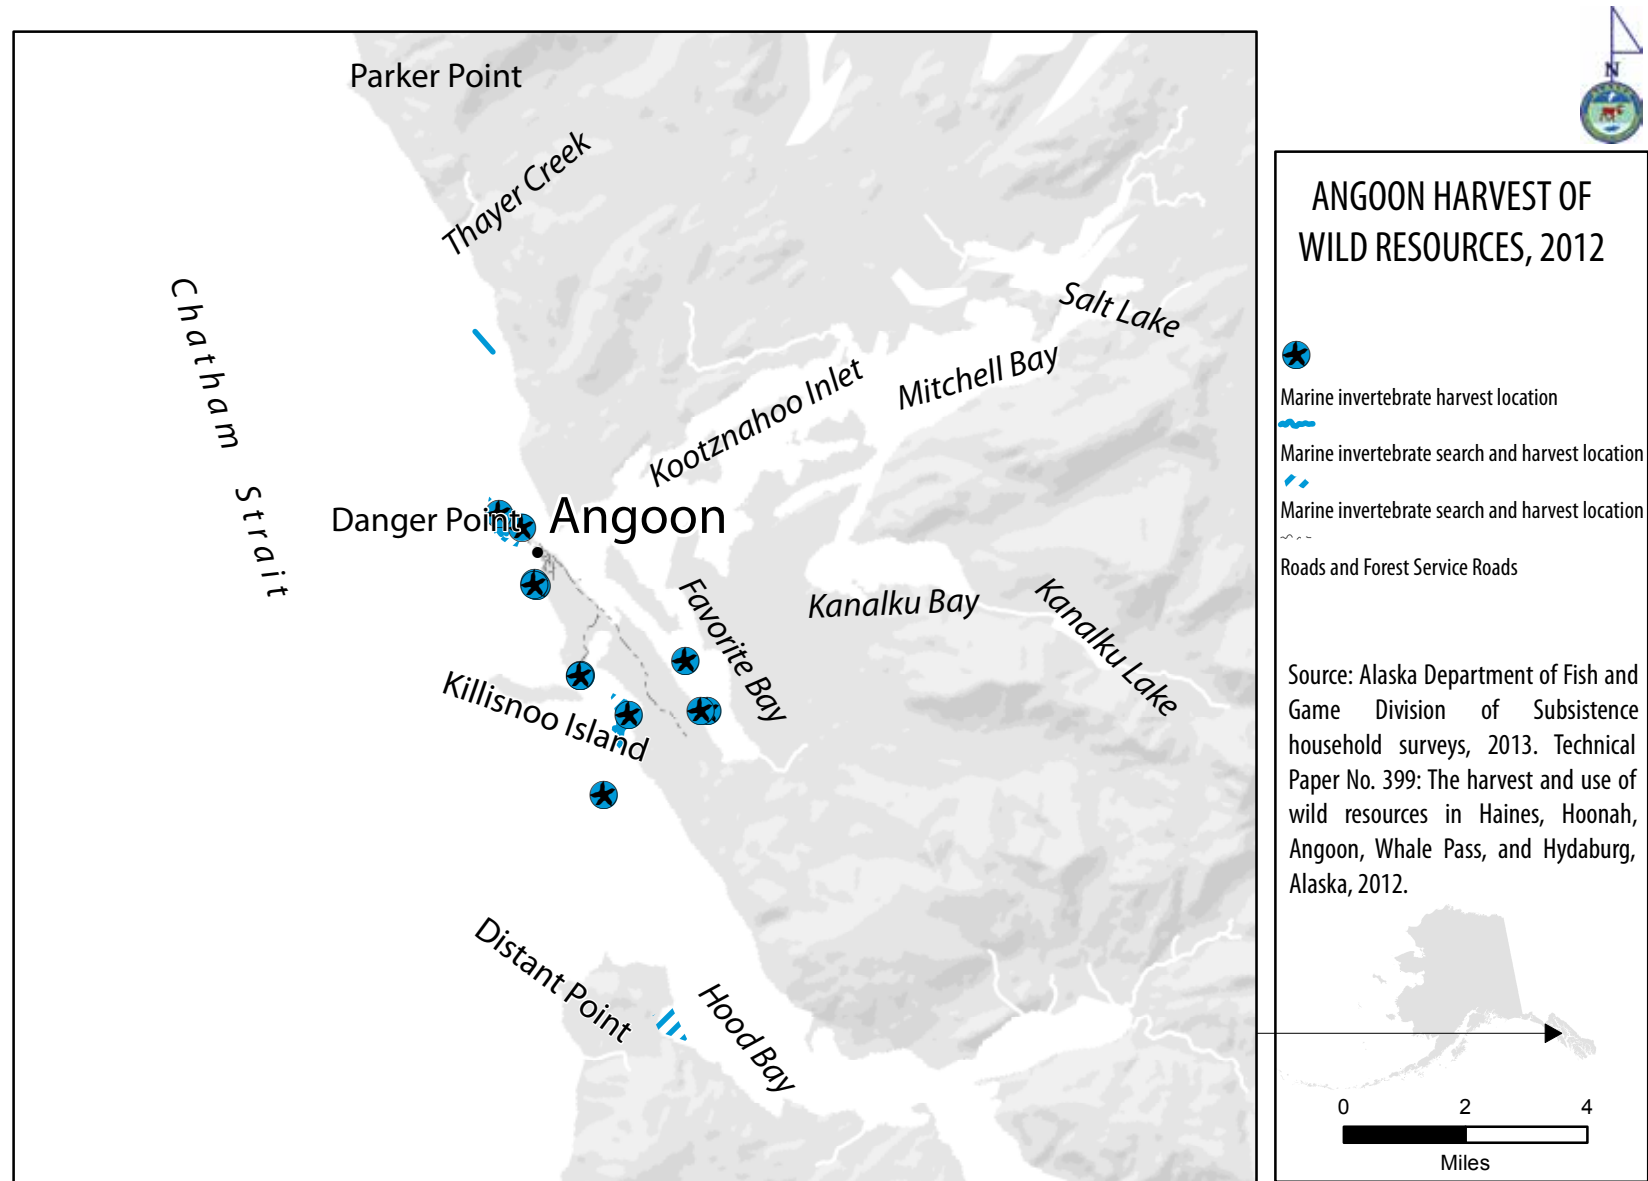 N
Parker Point
Thayer Creek
Chatham Strait
Salt Lake
Mitchell Bay
Kootznahoo Inlet
Danger Point
Angoon
Favorite Bay
Kanalku Bay
Kanalku Lake
Killisnoo Island
Distant Point
Hood Bay
ANGOON HARVEST OF
WILD RESOURCES, 2012
Marine invertebrate harvest location
Marine invertebrate search and harvest location
Marine invertebrate search and harvest location
Roads and Forest Service Roads
Source: Alaska Department of Fish and
Game Division of Subsistence
household surveys, 2013. Technical
Paper No. 399: The harvest and use of
wild resources in Haines, Hoonah,
Angoon, Whale Pass, and Hydaburg,
Alaska, 2012.
0 2 4
Miles